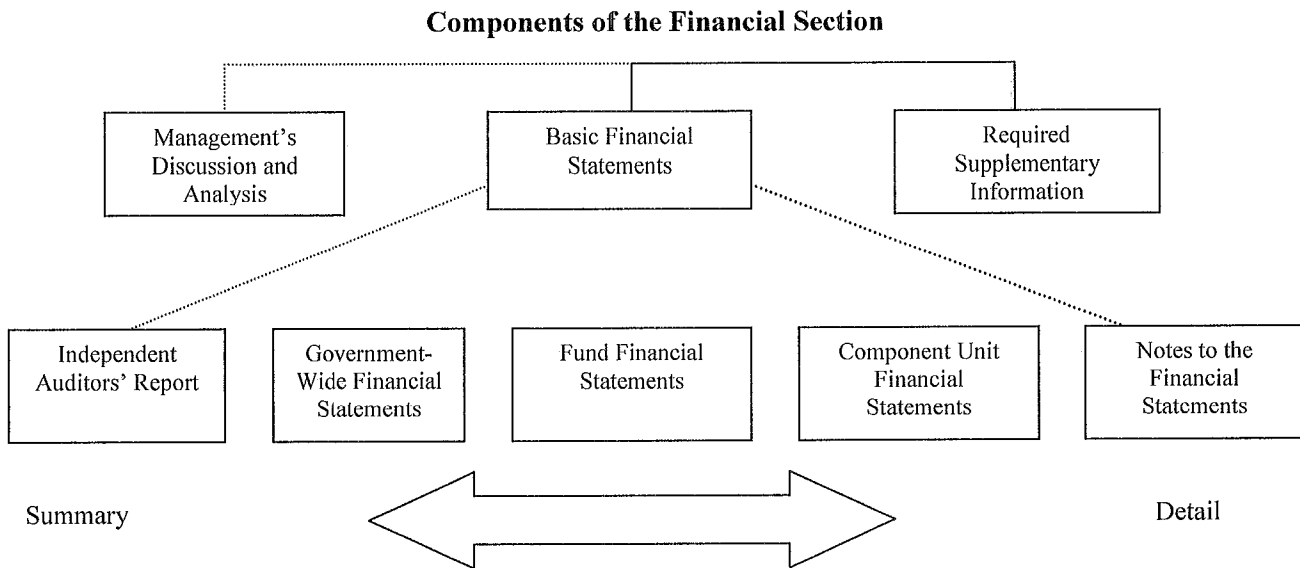 Components of the Financial Section
Management's
Discussion and
Analysis
Basic Financial
Statements
Required
Supplementary
Information
Independent
Auditors' Report
Government-
Wide Financial
Statements
Fund Financial
Statements
Component Unit
Financial
Statements
Notes to the
Financial
Statements
Summary
Detail